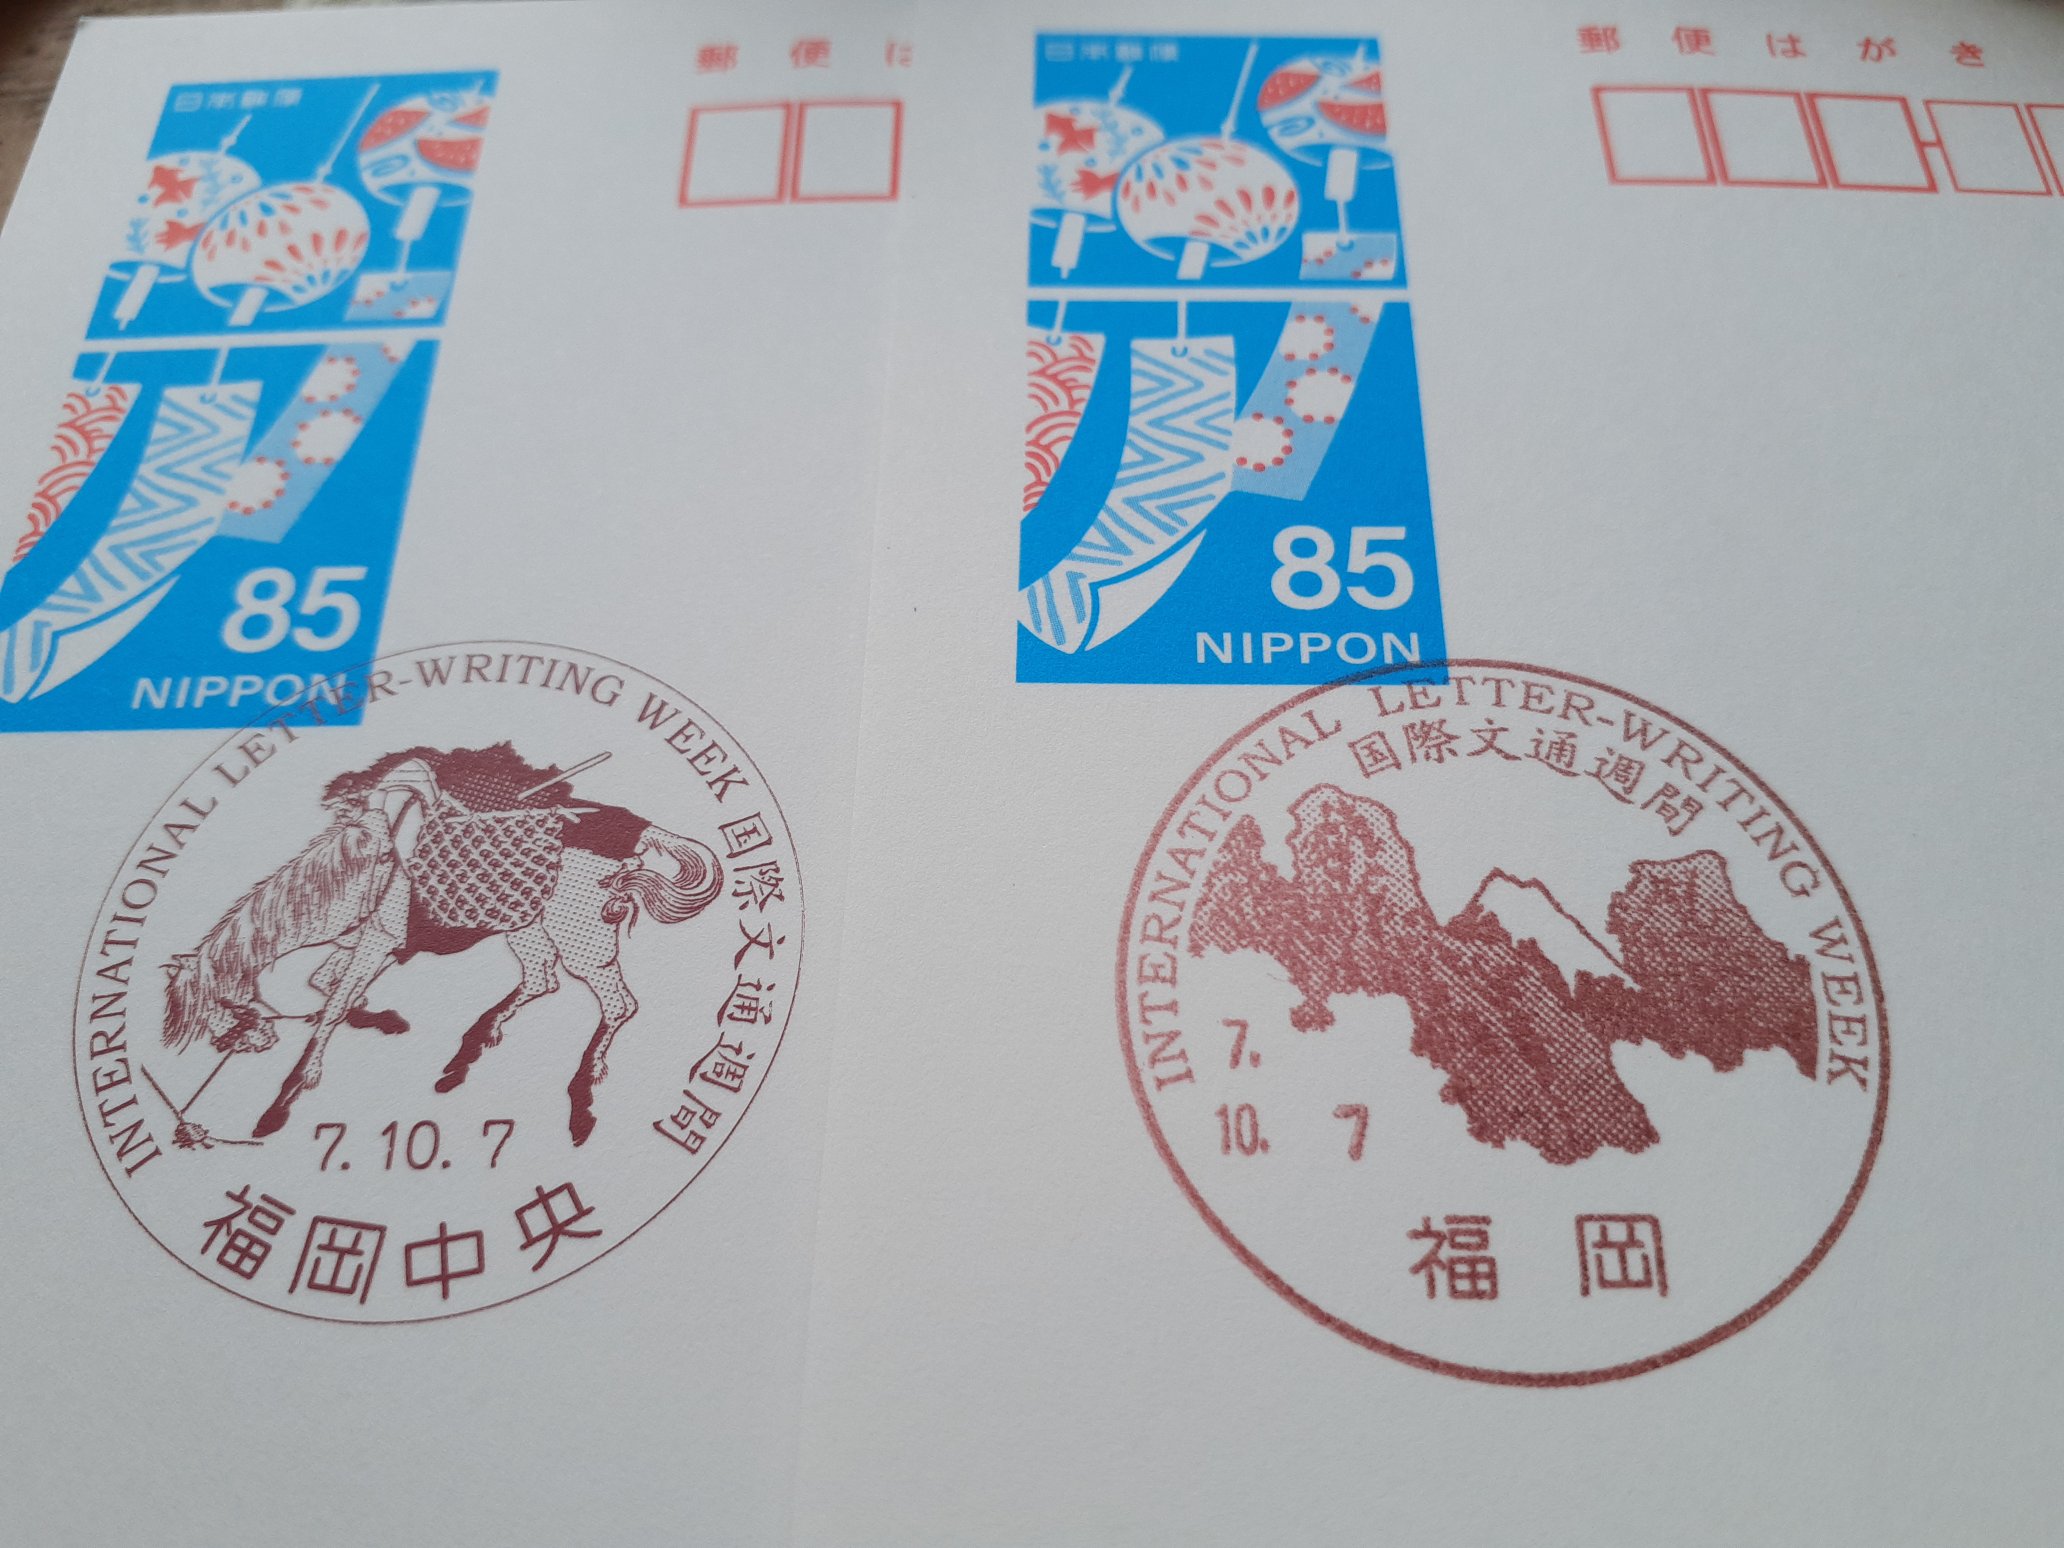 日本郵便
郵便は
85
NIPPON
INTERNATIONAL LETTER-WRITING WEEK 国際文通週間
7.10.7
福岡中央
日本郵便
郵便はがき
85
NIPPON
INTERNATIONAL LETTER-WRITING WEEK
国際文通週間
7.
10. 7
福岡